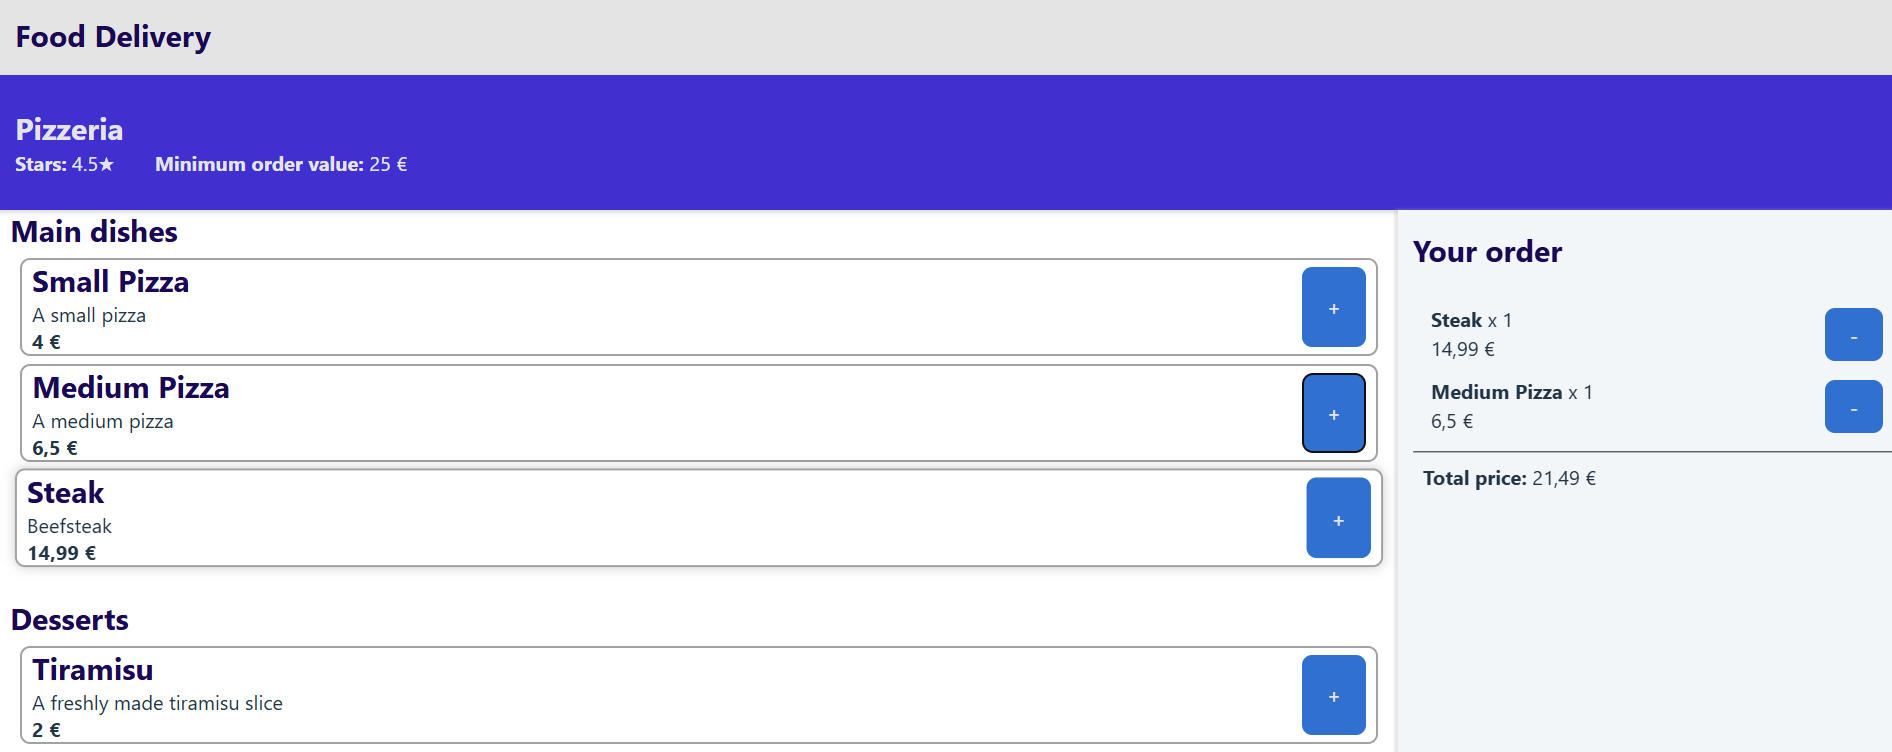 Food Delivery
Pizzeria
Stars: 4.5★ Minimum order value: 25 €
Main dishes
Small Pizza
A small pizza
4 €
+
Medium Pizza
A medium pizza
6,5 €
+
Steak
Beefsteak
14,99 €
+
Desserts
Tiramisu
A freshly made tiramisu slice
2 €
+
Your order
Steak x 1
14,99 €
-
Medium Pizza x 1
6,5 €
-
Total price: 21,49 €